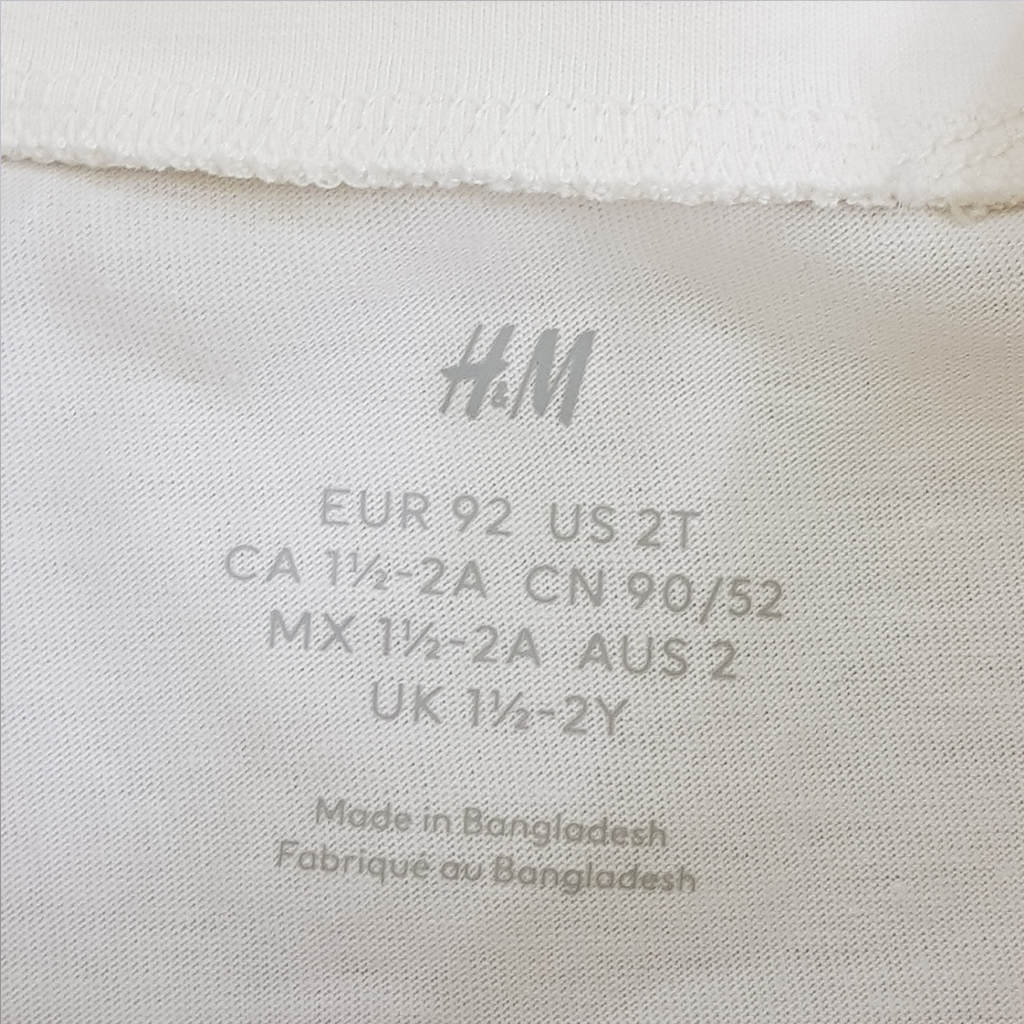 H&M
EUR 92 US 2T
CA 1½-2A CN 90/52
MX 1½-2A AUS 2
UK 1½-2Y
Made in Bangladesh
Fabriqué au Bangladesh